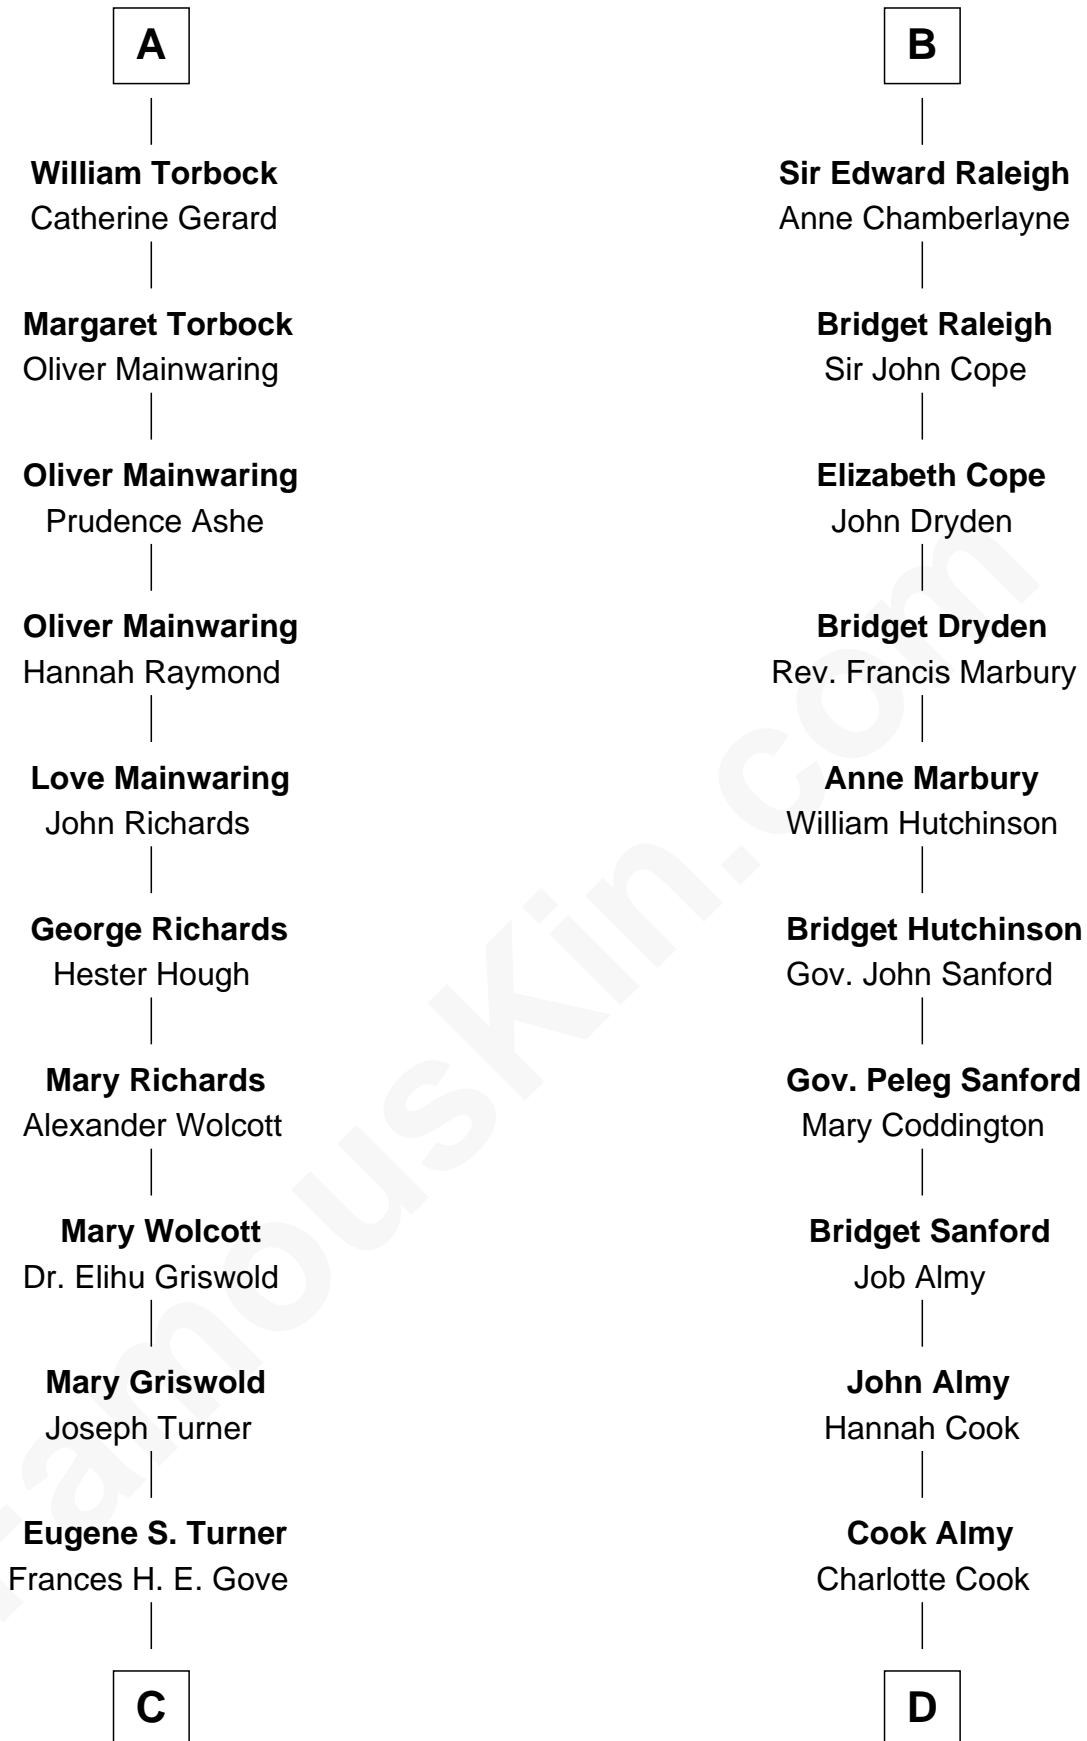 A
William Torbock
Catherine Gerard
Margaret Torbock
Oliver Mainwaring
Oliver Mainwaring
Prudence Ashe
Oliver Mainwaring
Hannah Raymond
Love Mainwaring
John Richards
George Richards
Hester Hough
Mary Richards
Alexander Wolcott
Mary Wolcott
Dr. Elihu Griswold
Mary Griswold
Joseph Turner
Eugene S. Turner
Frances H. E. Gove
C
B
Sir Edward Raleigh
Anne Chamberlayne
Bridget Raleigh
Sir John Cope
Elizabeth Cope
John Dryden
Bridget Dryden
Rev. Francis Marbury
Anne Marbury
William Hutchinson
Bridget Hutchinson
Gov. John Sanford
Gov. Peleg Sanford
Mary Coddington
Bridget Sanford
Job Almy
John Almy
Hannah Cook
Cook Almy
Charlotte Cook
D
FamousKin.com